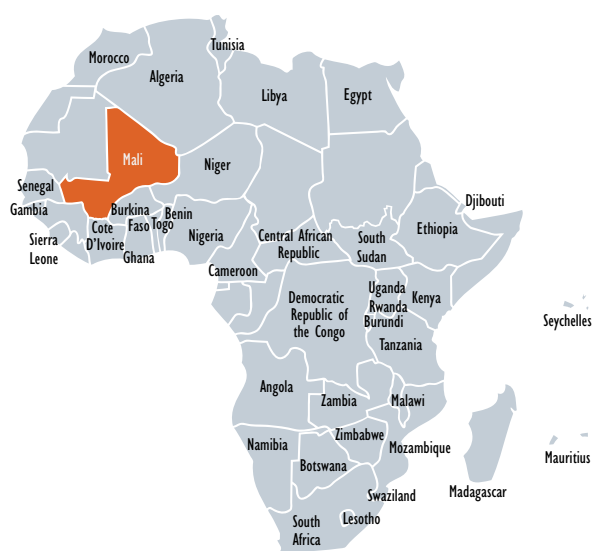 Tunisia
Morocco
Algeria
Libya
Egypt
Mali
Niger
Senegal
Gambia
Burkina
Faso
Benin
Togo
Djibouti
Cote
D'Ivoire
Nigeria
Ethiopia
Sierra
Leone
Ghana
Central African
Republic
South
Sudan
Cameroon
Uganda
Rwanda
Burundi
Kenya
Democratic
Republic of
the Congo
Seychelles
Tanzania
Angola
Zambia
Malawi
Zimbabwe
Namibia
Mozambique
Botswana
Mauritius
Swaziland
Madagascar
South
Africa
Lesotho